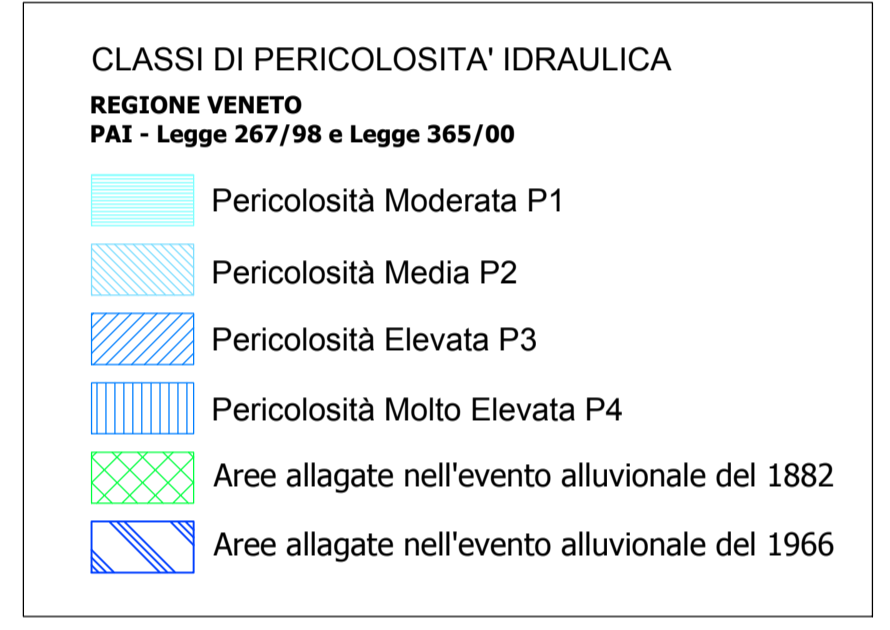 CLASSI DI PERICOLOSITA' IDRAULICA
REGIONE VENETO
PAI - Legge 267/98 e Legge 365/00
Pericolosità Moderata P1
Pericolosità Media P2
Pericolosità Elevata P3
Pericolosità Molto Elevata P4
Aree allagate nell'evento alluvionale del 1882
Aree allagate nell'evento alluvionale del 1966